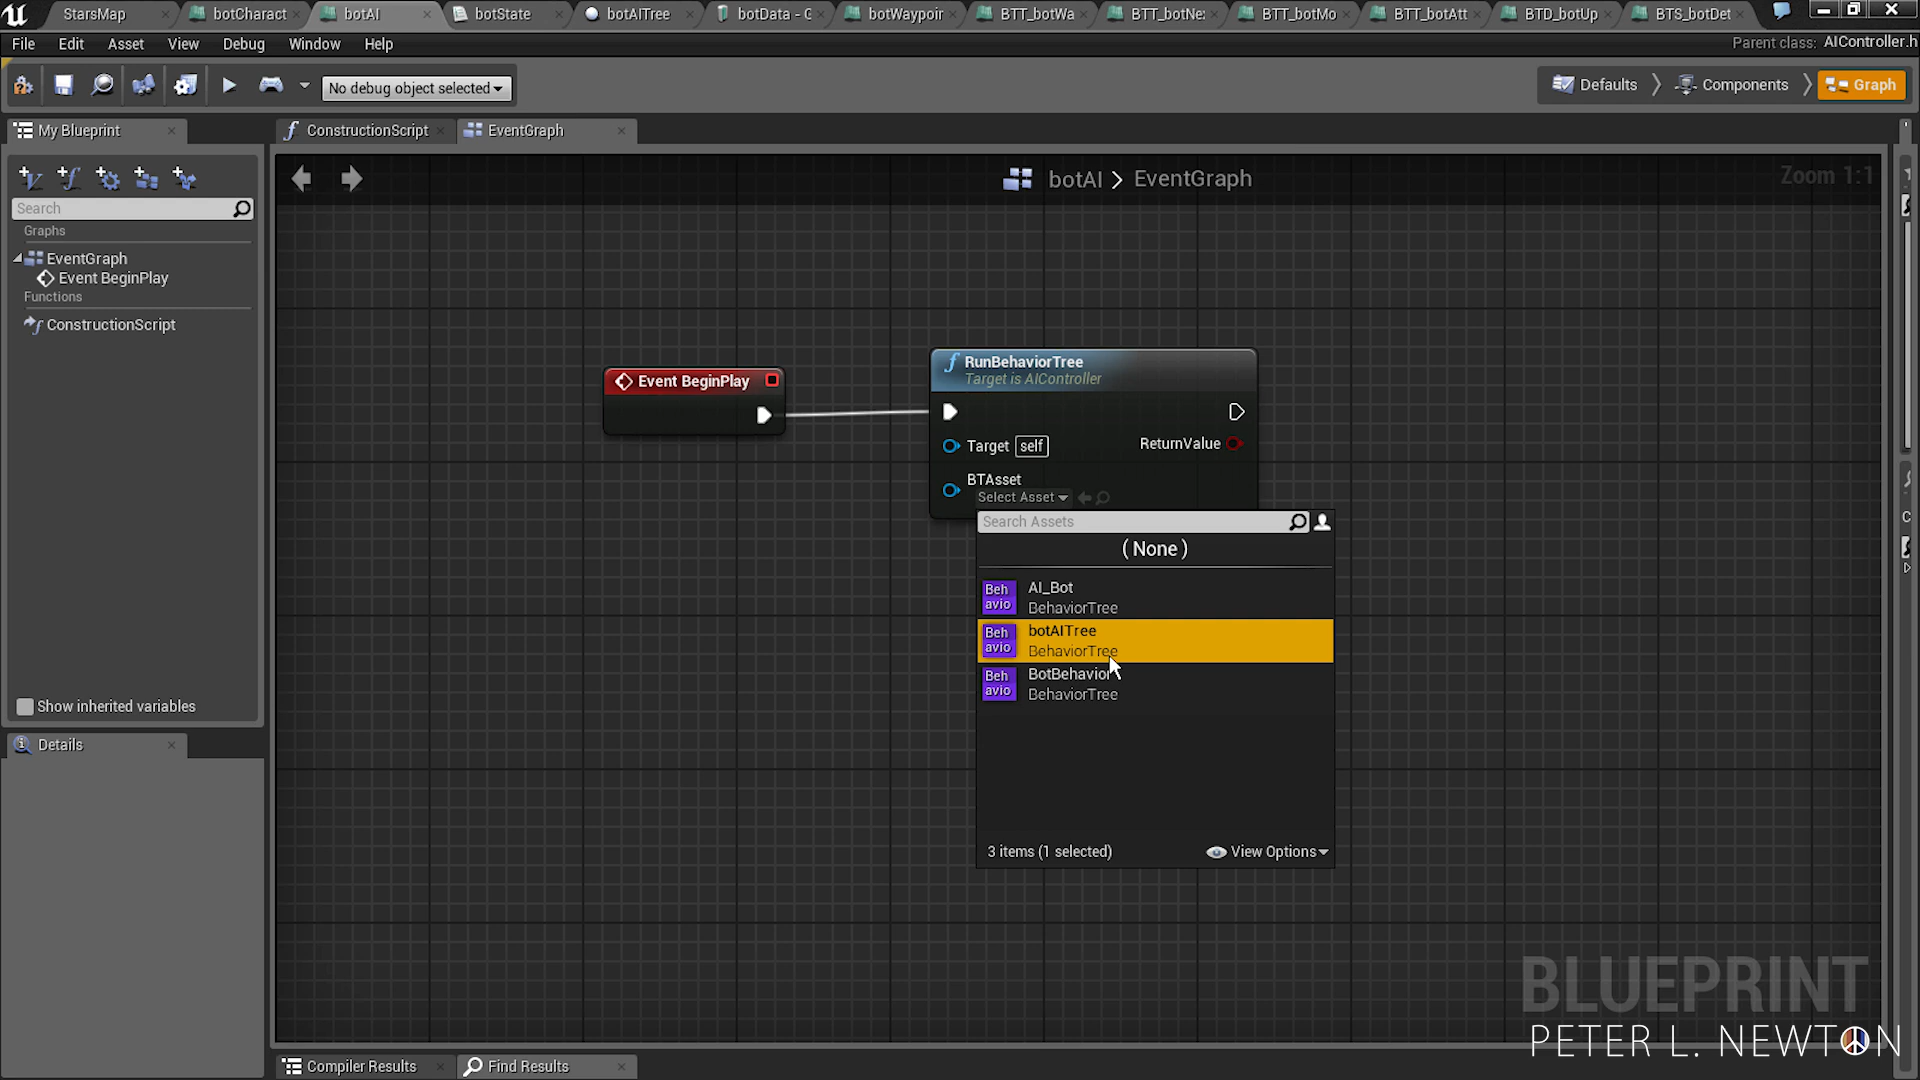 StarsMap
botCharact
botAI
botState
botAITree
botData - C
botWaypoir
BTT_botWa
BTT_botNe
BTT_botMo
BTT_botAtt
BTD_botUp
BTS_botDet
File Edit Asset View Debug Window Help
Parent class: AIController.h
No debug object selected
Defaults
Components
Graph
My Blueprint
ConstructionScript
EventGraph
botAI > EventGraph
Zoom 1:1
Search
Graphs
EventGraph
Event BeginPlay
Functions
ConstructionScript
Show inherited variables
Details
Event BeginPlay
RunBehaviorTree
Target is AIController
Target self
ReturnValue
BTAsset
Select Asset
Search Assets
( None )
Beh
avio
AI_Bot
BehaviorTree
Beh
avio
botAITree
BehaviorTree
Beh
avio
BotBehavior
BehaviorTree
3 items (1 selected)
View Options
BLUEPRINT
PETER L. NEWTON
Compiler Results
Find Results